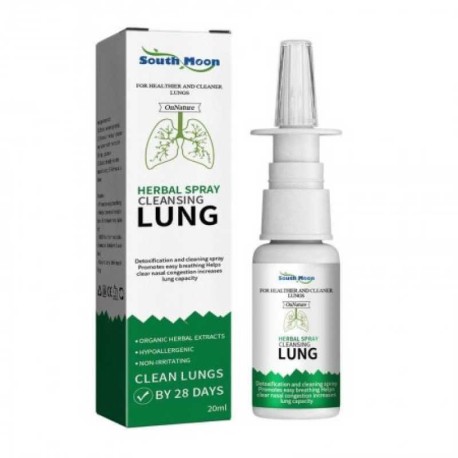 South Moon
FOR HEALTHIER AND CLEANER
LUNGS
OnNature
HERBAL SPRAY
CLEANSING
LUNG
Detoxification and cleaning spray
Promotes easy breathing Helps
clear nasal congestion increases
lung capacity
• ORGANIC HERBAL EXTRACTS
• HYPOALLERGENIC
• NON-IRRITATING
CLEAN LUNGS
BY 28 DAYS
20ml
South Moon
FOR HEALTHIER AND CLEANER
LUNGS
OnNature
HERBAL SPRAY
CLEANSING
LUNG
Detoxification and cleaning spray
Promotes easy breathing Helps
clear nasal congestion increases
lung capacity